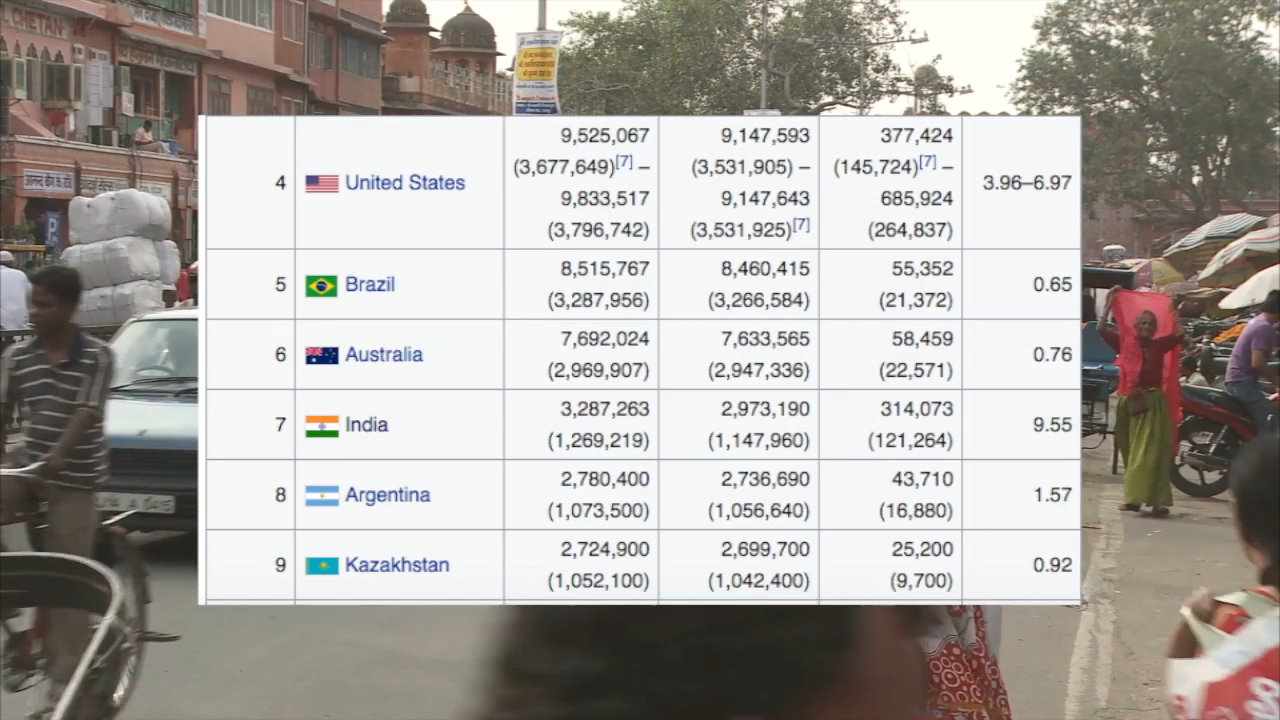 CHETAN
आनन्द के.
P
9,525,067 9,147,593 377,424
(3,677,649)[7] – (3,531,905) – (145,724)[7] –
4 United States 3.96–6.97
9,833,517 9,147,643 685,924
(3,796,742) (3,531,925)[7] (264,837)
8,515,767 8,460,415 55,352
5 Brazil 0.65
(3,287,956) (3,266,584) (21,372)
7,692,024 7,633,565 58,459
6 Australia 0.76
(2,969,907) (2,947,336) (22,571)
3,287,263 2,973,190 314,073
7 India 9.55
(1,269,219) (1,147,960) (121,264)
2,780,400 2,736,690 43,710
8 Argentina 1.57
(1,073,500) (1,056,640) (16,880)
2,724,900 2,699,700 25,200
9 Kazakhstan 0.92
(1,052,100) (1,042,400) (9,700)